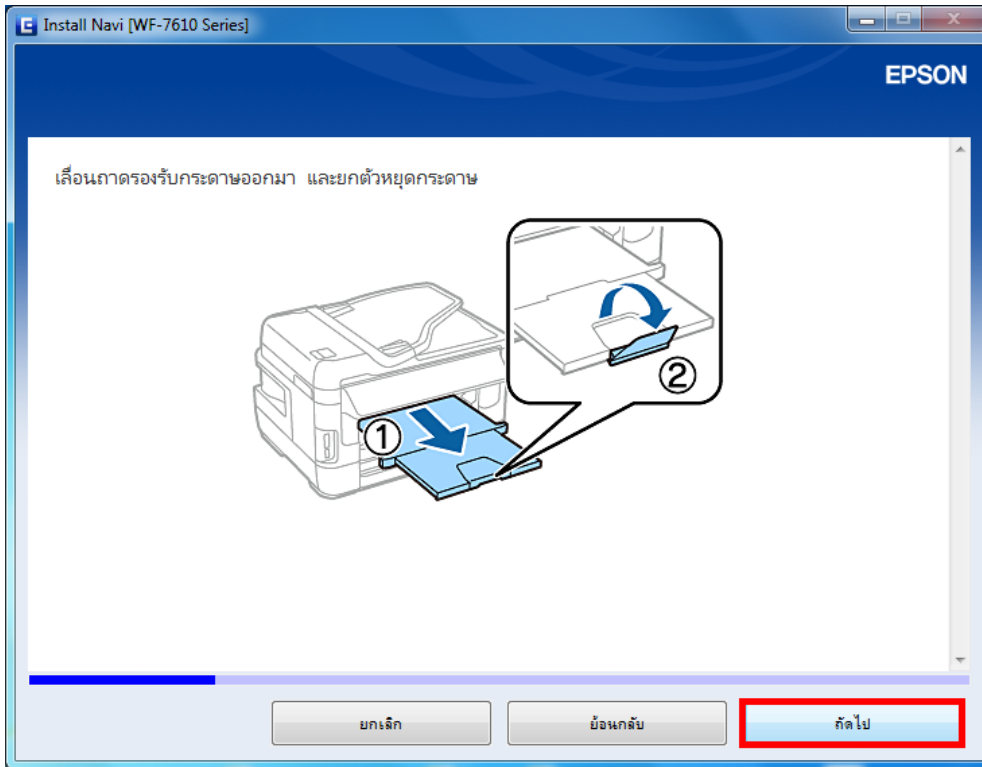 Install Navi [WF-7610 Series]
EPSON
เลื่อนถาดรองรับกระดาษออกมา และยกตัวหยุดกระดาษ
②
①
ยกเลิก
ย้อนกลับ
ถัดไป